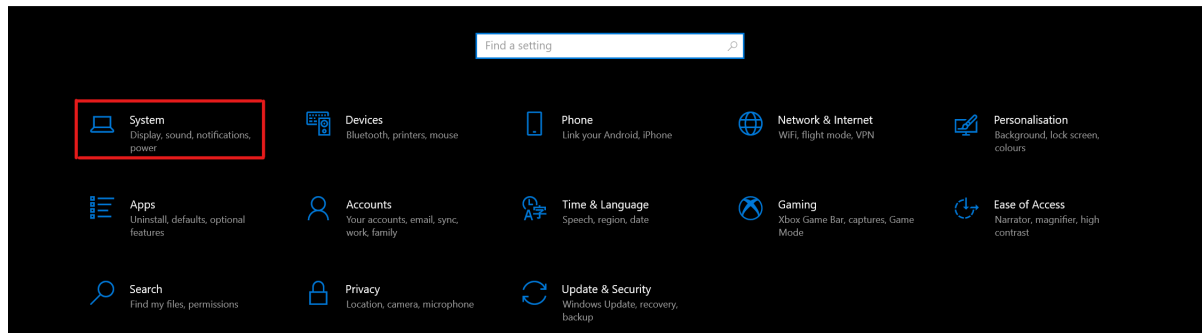 Find a setting
System
Display, sound, notifications,
power
Devices
Bluetooth, printers, mouse
Phone
Link your Android, iPhone
Network & Internet
WiFi, flight mode, VPN
Personalisation
Background, lock screen,
colours
Apps
Uninstall, defaults, optional
features
Accounts
Your accounts, email, sync,
work, family
Time & Language
Speech, region, date
Gaming
Xbox Game Bar, captures, Game
Mode
Ease of Access
Narrator, magnifier, high
contrast
Search
Find my files, permissions
Privacy
Location, camera, microphone
Update & Security
Windows Update, recovery,
backup